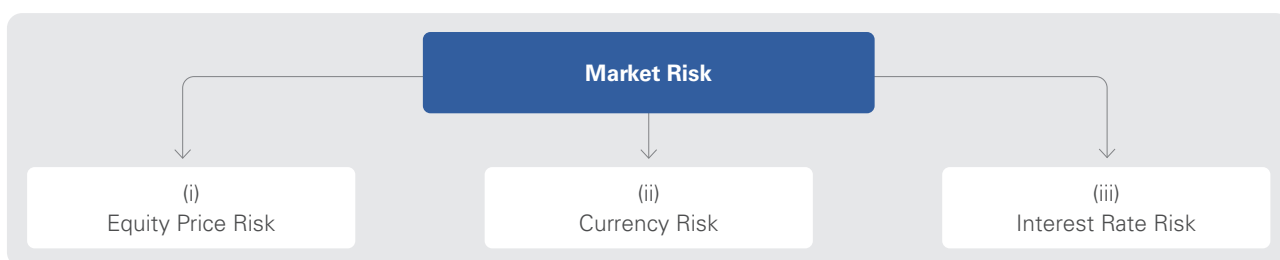 Market Risk
(i)
Equity Price Risk
(ii)
Currency Risk
(iii)
Interest Rate Risk